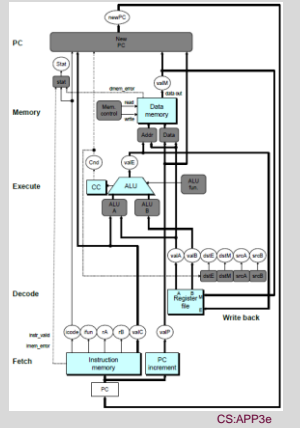 newPC
PC
New
PC
Stat
stat
valM
data out
dmem_error
Memory
Mem.
control
read
write
Data
memory
Addr
Data
Cnd
valE
Execute
CC
ALU
ALU
fun.
ALU
A
ALU
B
valA
valB
dstE
dstM
srcA
srcB
dstE
dstM
srcA
srcB
Decode
A
B
M
Register
file
E
Write back
instr_valid
imem_error
icode
ifun
rA
rB
valC
valP
Fetch
Instruction
memory
PC
increment
PC
CS:APP3e